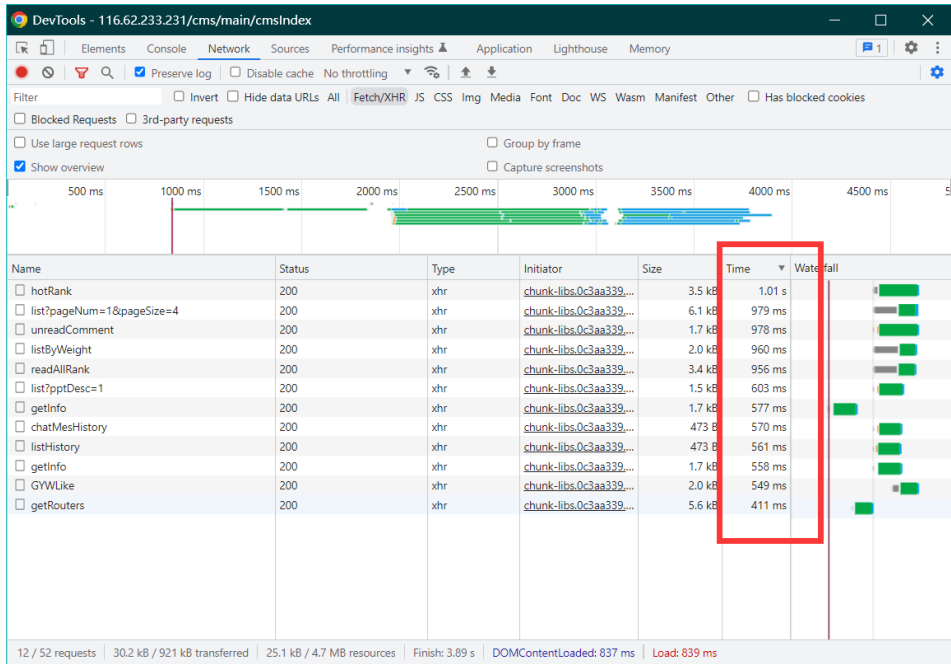 DevTools - 116.62.233.231/cms/main/cmsIndex
Elements Console Network Sources Performance insights Application Lighthouse Memory 1
Preserve log Disable cache No throttling
Filter Invert Hide data URLs All Fetch/XHR JS CSS Img Media Font Doc WS Wasm Manifest Other Has blocked cookies
Blocked Requests 3rd-party requests
Use large request rows Group by frame
Show overview Capture screenshots
500 ms 1000 ms 1500 ms 2000 ms 2500 ms 3000 ms 3500 ms 4000 ms 4500 ms 5
Name Status Type Initiator Size Time Waterfall
hotRank 200 xhr chunk-libs.0c3aa339.... 3.5 kB 1.01 s
list?pageNum=1&pageSize=4 200 xhr chunk-libs.0c3aa339.... 6.1 kB 979 ms
unreadComment 200 xhr chunk-libs.0c3aa339.... 1.7 kB 978 ms
listByWeight 200 xhr chunk-libs.0c3aa339.... 2.0 kB 960 ms
readAllRank 200 xhr chunk-libs.0c3aa339.... 3.4 kB 956 ms
list?pptDesc=1 200 xhr chunk-libs.0c3aa339.... 1.5 kB 603 ms
getInfo 200 xhr chunk-libs.0c3aa339.... 1.7 kB 577 ms
chatMesHistory 200 xhr chunk-libs.0c3aa339.... 473 B 570 ms
listHistory 200 xhr chunk-libs.0c3aa339.... 473 B 561 ms
getInfo 200 xhr chunk-libs.0c3aa339.... 1.7 kB 558 ms
GYWLike 200 xhr chunk-libs.0c3aa339.... 2.0 kB 549 ms
getRouters 200 xhr chunk-libs.0c3aa339.... 5.6 kB 411 ms
12 / 52 requests 30.2 kB / 921 kB transferred 25.1 kB / 4.7 MB resources Finish: 3.89 s DOMContentLoaded: 837 ms Load: 839 ms